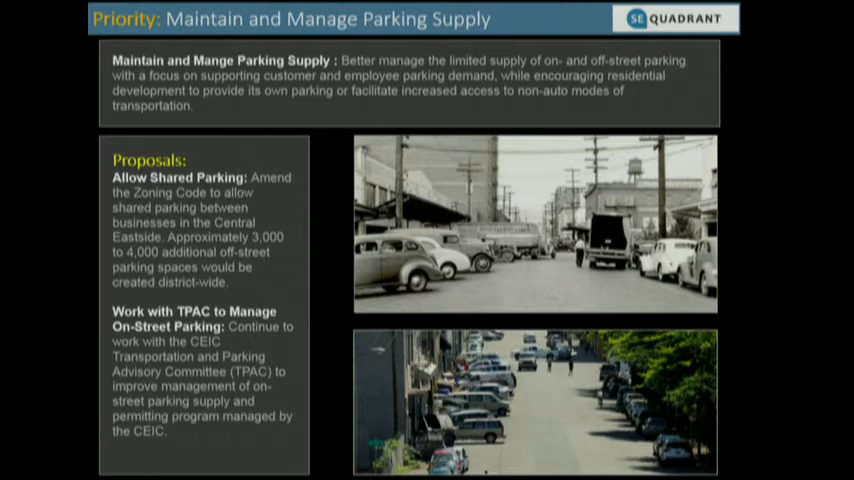 Priority: Maintain and Manage Parking Supply
SE QUADRANT
Maintain and Mange Parking Supply : Better manage the limited supply of on- and off-street parking
with a focus on supporting customer and employee parking demand, while encouraging residential
development to provide its own parking or facilitate increased access to non-auto modes of
transportation.
Proposals:
Allow Shared Parking: Amend
the Zoning Code to allow
shared parking between
businesses in the Central
Eastside. Approximately 3,000
to 4,000 additional off-street
parking spaces would be
created district-wide.
Work with TPAC to Manage
On-Street Parking: Continue to
work with the CEIC
Transportation and Parking
Advisory Committee (TPAC) to
improve management of on-
street parking supply and
permitting program managed by
the CEIC.